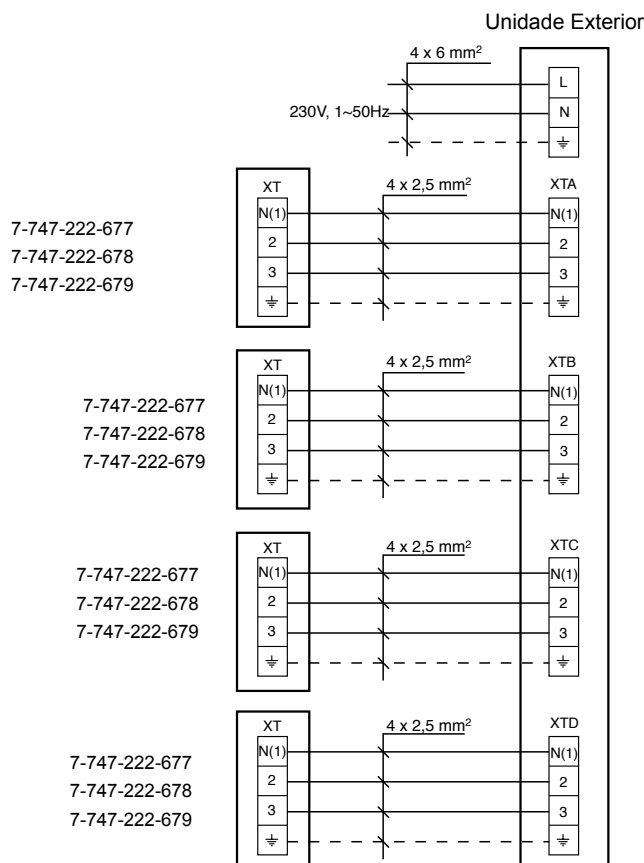 Unidade Exterior
4 x 6 mm²
L
230V, 1~50Hz
N
XT
4 x 2,5 mm²
XTA
N(1)
N(1)
7-747-222-677
2
2
7-747-222-678
3
3
7-747-222-679
XT
4 x 2,5 mm²
XTB
N(1)
N(1)
7-747-222-677
2
2
7-747-222-678
3
3
7-747-222-679
XT
4 x 2,5 mm²
XTC
N(1)
N(1)
7-747-222-677
2
2
7-747-222-678
3
3
7-747-222-679
XT
4 x 2,5 mm²
XTD
N(1)
N(1)
7-747-222-677
2
2
7-747-222-678
3
3
7-747-222-679